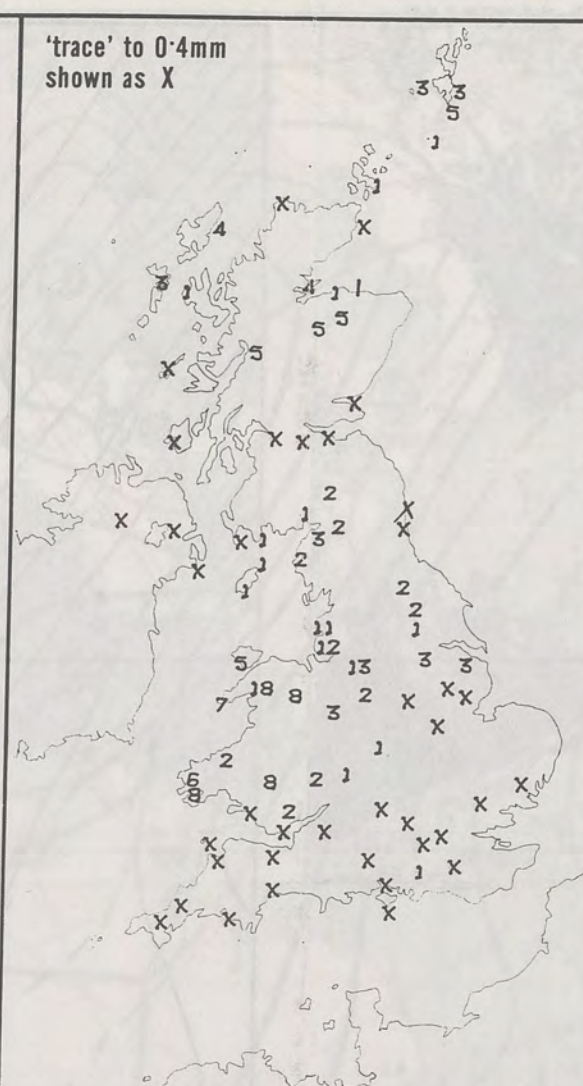 'trace' to 0·4mm
shown as X
3 3
5
1
1
X
4 X
3 1 4 1 1
5 5
5
X
X
X X X X
2
1 X
X X 2 X
X 1 3
1 2
X
1 2
2
11 1
12
5 13 3 3
18 8 2 X X X
7 3
X
1
2
1
6 8 2 X
8
X 2 X X
X X X X
X X
X X X X
1
X X
X X
X X